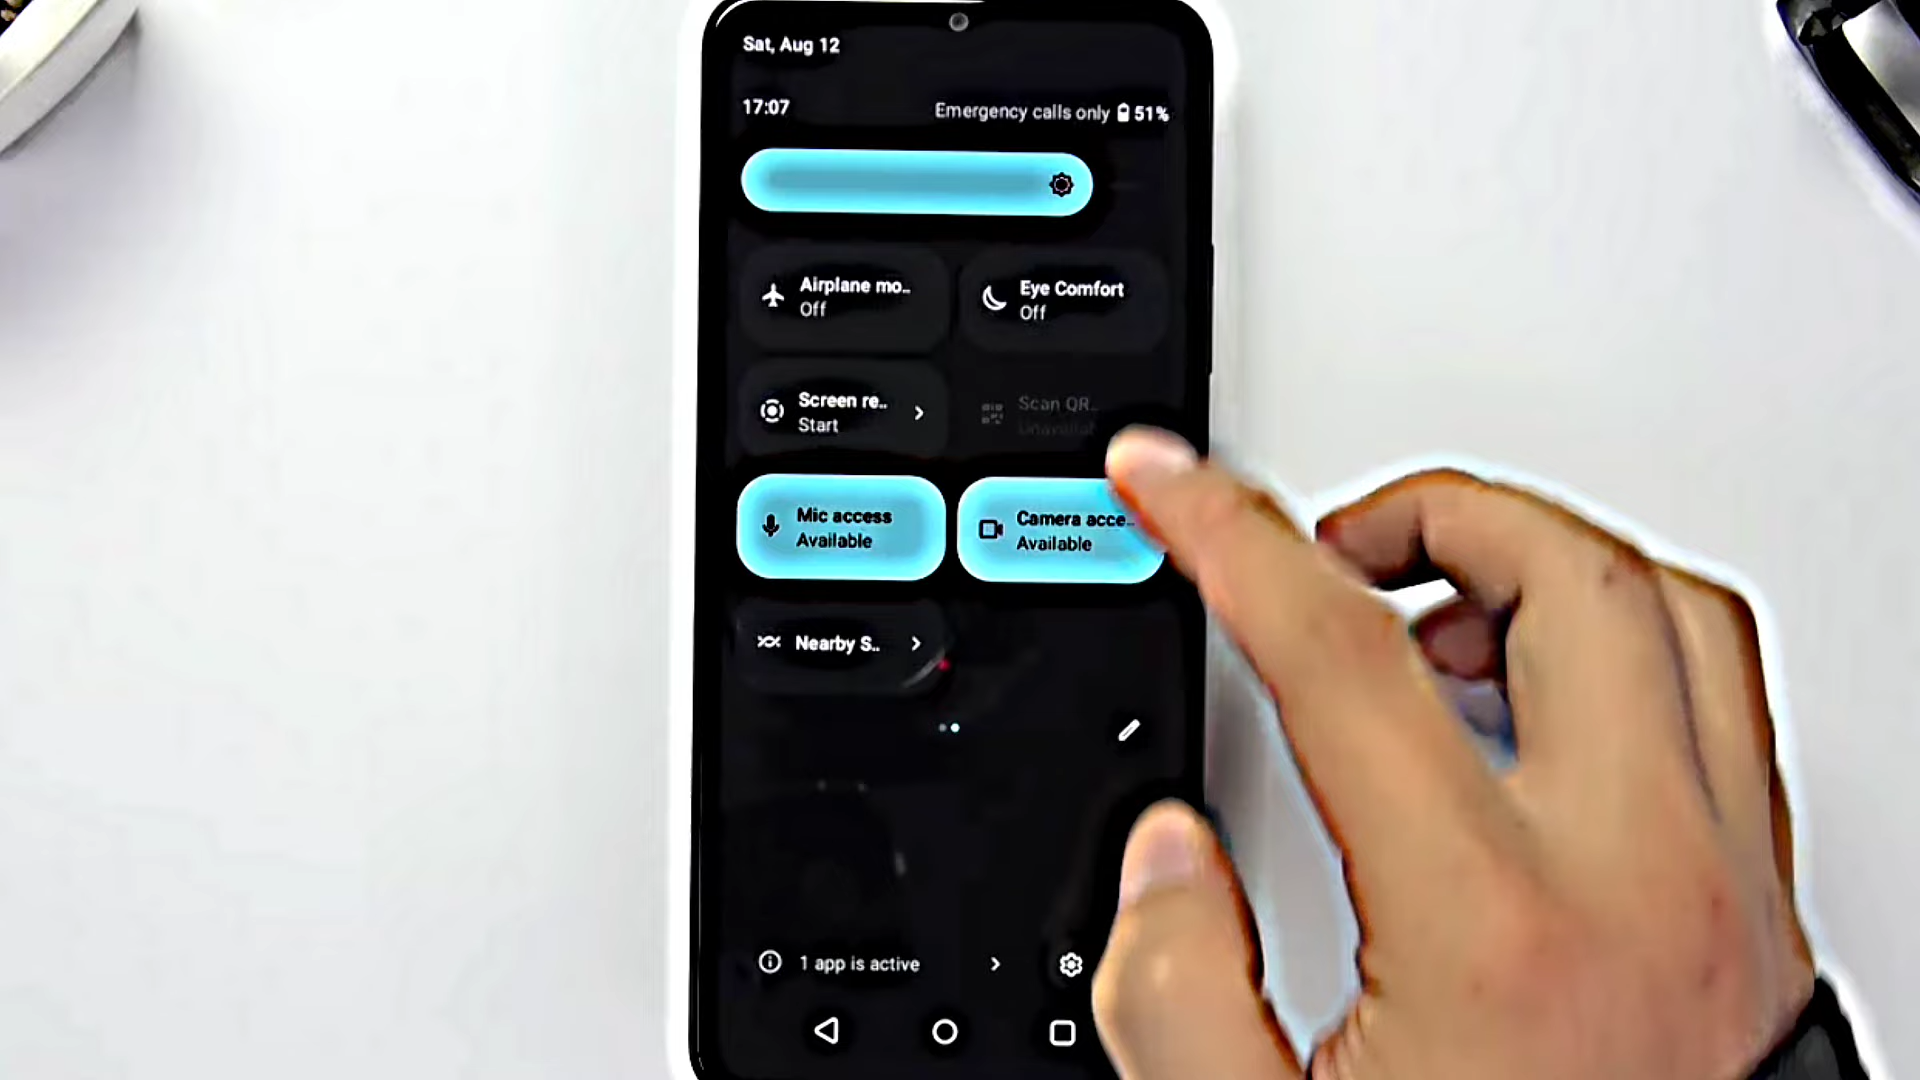 Sat, Aug 12
17:07
Emergency calls only 51%
Airplane mo..
Off
Eye Comfort
Off
Screen re..
Start
Scan QR..
Mic access
Available
Camera acce..
Available
Nearby S..
1 app is active